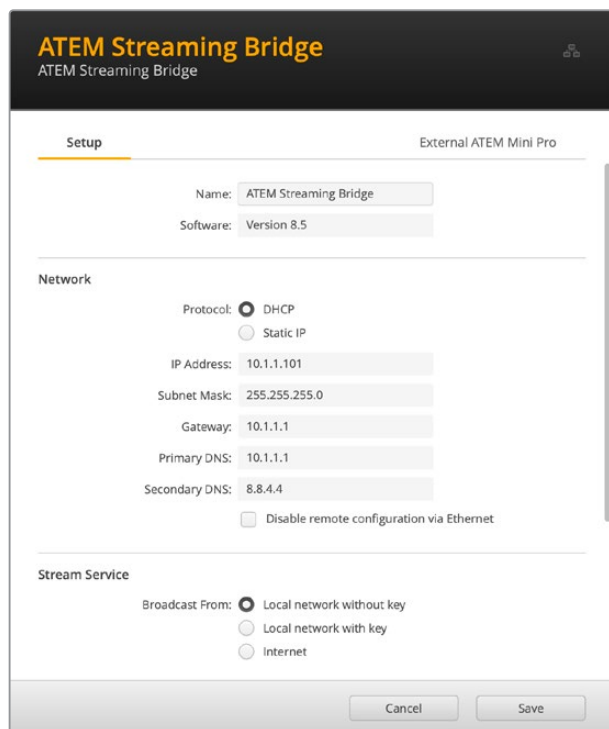 ATEM Streaming Bridge
ATEM Streaming Bridge
Setup External ATEM Mini Pro
Name: ATEM Streaming Bridge
Software: Version 8.5
Network
Protocol: DHCP
Static IP
IP Address: 10.1.1.101
Subnet Mask: 255.255.255.0
Gateway: 10.1.1.1
Primary DNS: 10.1.1.1
Secondary DNS: 8.8.4.4
Disable remote configuration via Ethernet
Stream Service
Broadcast From: Local network without key
Local network with key
Internet
Cancel Save